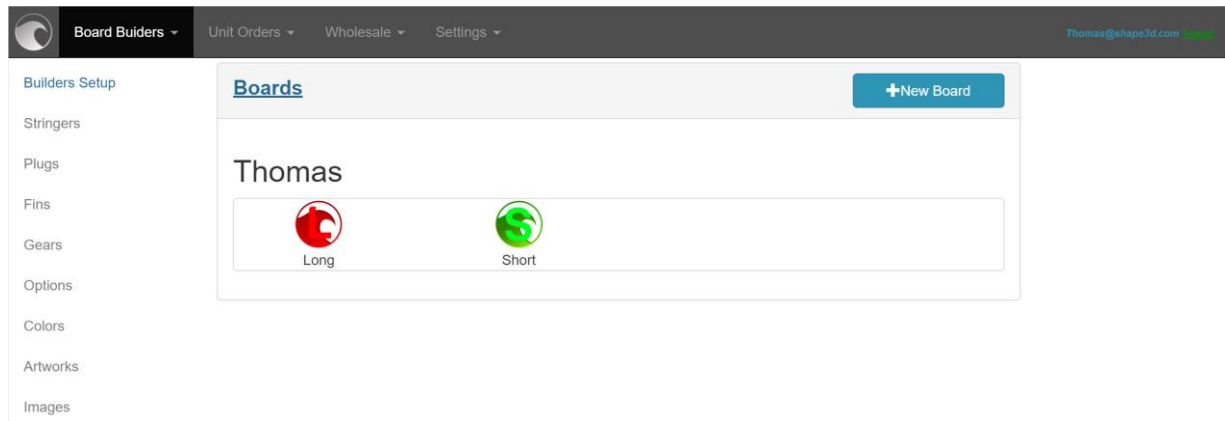 Board Buiders
Unit Orders
Wholesale
Settings
Thomas@shape3d.com
Builders Setup
Stringers
Plugs
Fins
Gears
Options
Colors
Artworks
Images
Boards
+New Board
Thomas
L
Long
S
Short